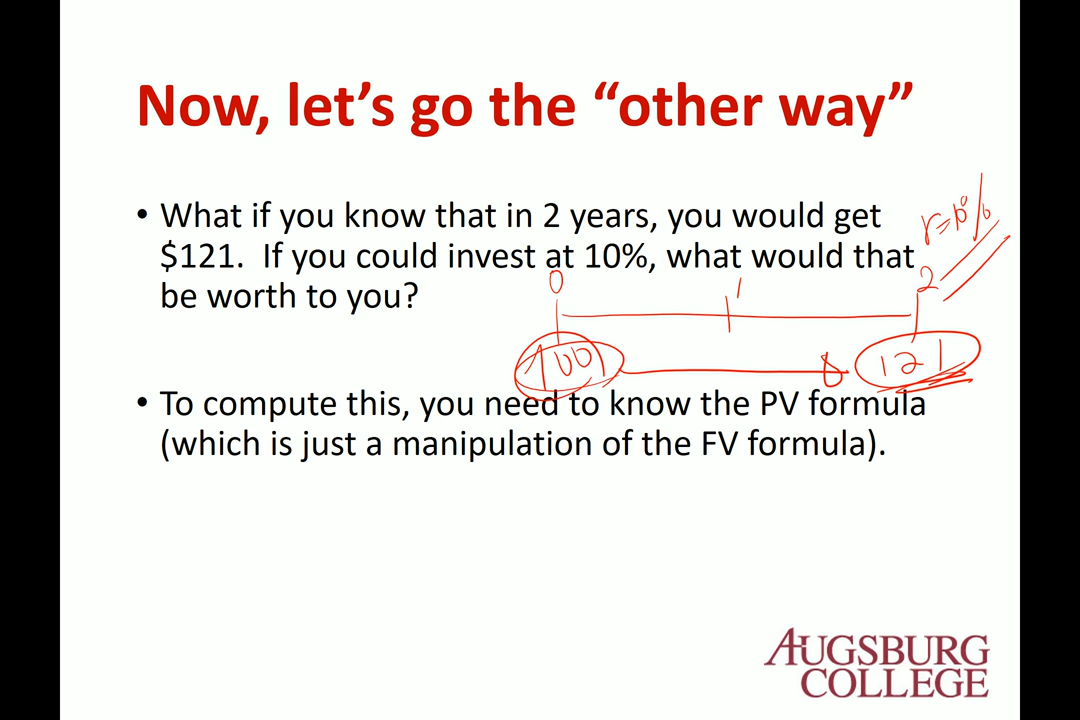 Now, let’s go the “other way”
• What if you know that in 2 years, you would get
$121.  If you could invest at 10%, what would that
be worth to you?
r=10%
0
1
2
100
121
• To compute this, you need to know the PV formula
(which is just a manipulation of the FV formula).
AUGSBURG
COLLEGE